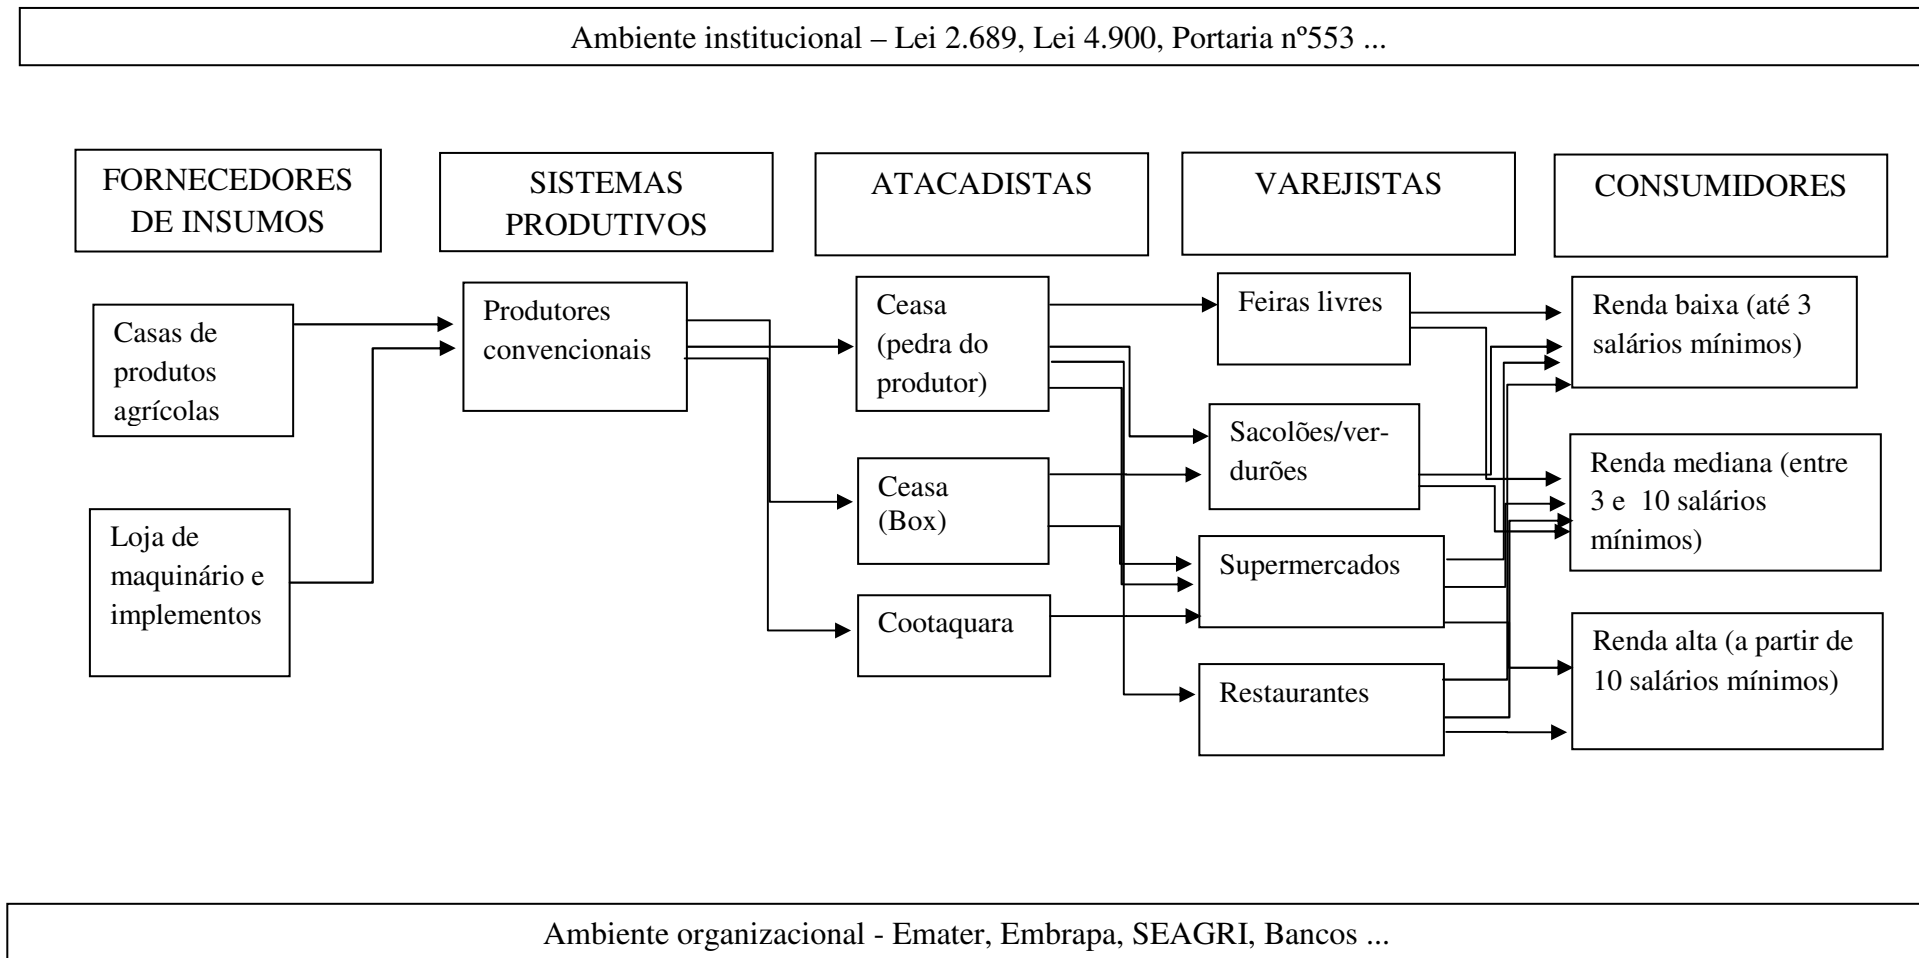 Ambiente institucional – Lei 2.689, Lei 4.900, Portaria nº553 ...
FORNECEDORES
DE INSUMOS
SISTEMAS
PRODUTIVOS
ATACADISTAS
VAREJISTAS
CONSUMIDORES
Casas de
produtos
agrícolas
Loja de
maquinário e
implementos
Produtores
convencionais
Ceasa
(pedra do
produtor)
Ceasa
(Box)
Cootaquara
Feiras livres
Sacolões/ver-
durões
Supermercados
Restaurantes
Renda baixa (até 3
salários mínimos)
Renda mediana (entre
3 e  10 salários
mínimos)
Renda alta (a partir de
10 salários mínimos)
Ambiente organizacional - Emater, Embrapa, SEAGRI, Bancos ...